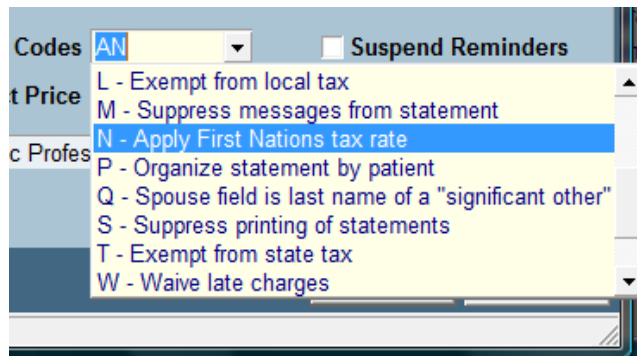 Codes AN Suspend Reminders
t Price
c Profes
L - Exempt from local tax
M - Suppress messages from statement
N - Apply First Nations tax rate
P - Organize statement by patient
Q - Spouse field is last name of a "significant other"
S - Suppress printing of statements
T - Exempt from state tax
W - Waive late charges